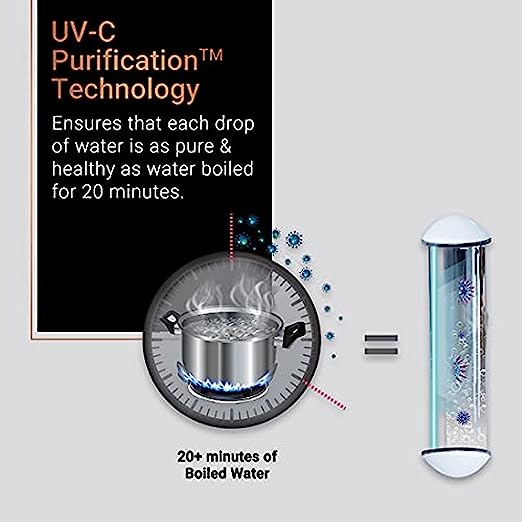 UV-C
Purification™
Technology
Ensures that each drop
of water is as pure &
healthy as water boiled
for 20 minutes.
=
20+ minutes of
Boiled Water